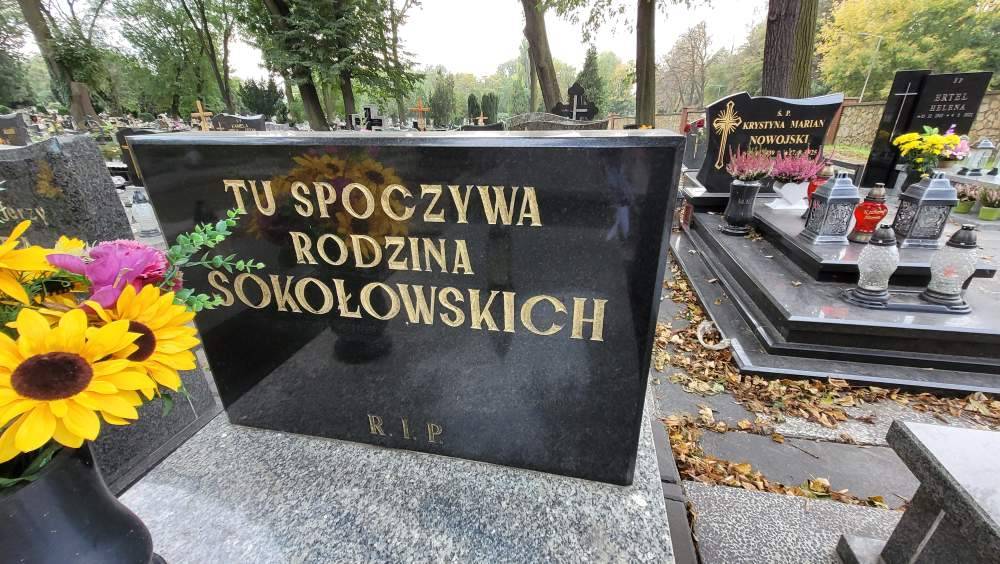 TU SPOCZYWA
RODZINA
SOKOŁOWSKICH
R.I.P.
Ś. P.
KRYSTYNA MARIAN
NOWOJSKI
Ś P
ERTEL
HELENA